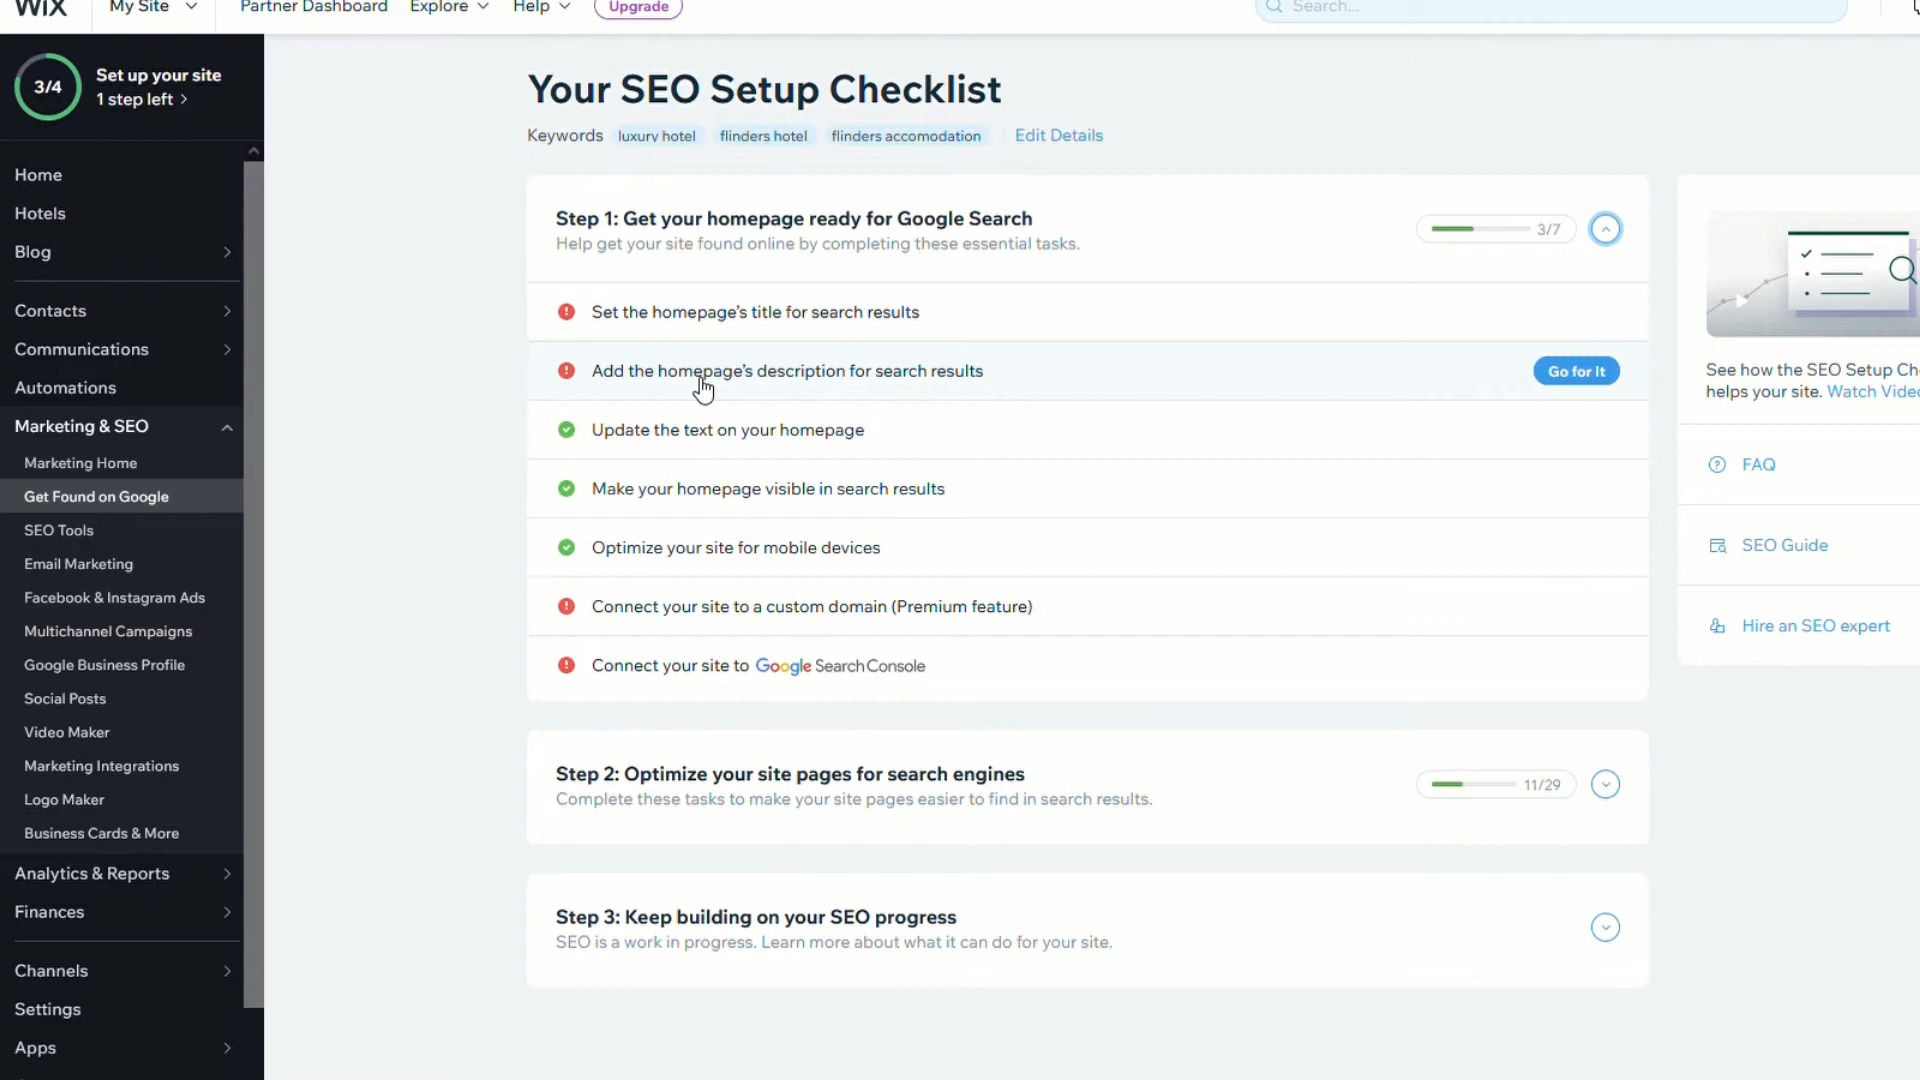 WIX
My Site
Partner Dashboard
Explore
Help
Upgrade
Search...
3/4
Set up your site
1 step left
Home
Hotels
Blog
Contacts
Communications
Automations
Marketing & SEO
Marketing Home
Get Found on Google
SEO Tools
Email Marketing
Facebook & Instagram Ads
Multichannel Campaigns
Google Business Profile
Social Posts
Video Maker
Marketing Integrations
Logo Maker
Business Cards & More
Analytics & Reports
Finances
Channels
Settings
Apps
Your SEO Setup Checklist
Keywords luxury hotel flinders hotel flinders accomodation Edit Details
Step 1: Get your homepage ready for Google Search
Help get your site found online by completing these essential tasks.
3/7
Set the homepage's title for search results
Add the homepage's description for search results
Go for It
Update the text on your homepage
Make your homepage visible in search results
Optimize your site for mobile devices
Connect your site to a custom domain (Premium feature)
Connect your site to Google Search Console
Step 2: Optimize your site pages for search engines
Complete these tasks to make your site pages easier to find in search results.
11/29
Step 3: Keep building on your SEO progress
SEO is a work in progress. Learn more about what it can do for your site.
See how the SEO Setup Ch
helps your site. Watch Video
FAQ
SEO Guide
Hire an SEO expert